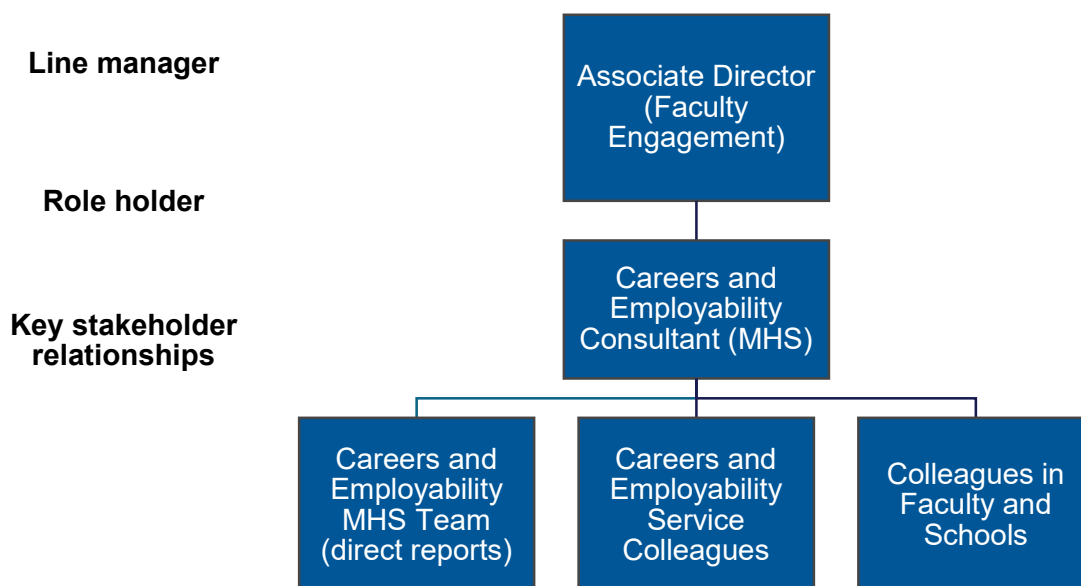 Line manager
Associate Director
(Faculty
Engagement)
Role holder
Careers and
Employability
Consultant (MHS)
Key stakeholder
relationships
Careers and
Employability
MHS Team
(direct reports)
Careers and
Employability
Service
Colleagues
Colleagues in
Faculty and
Schools